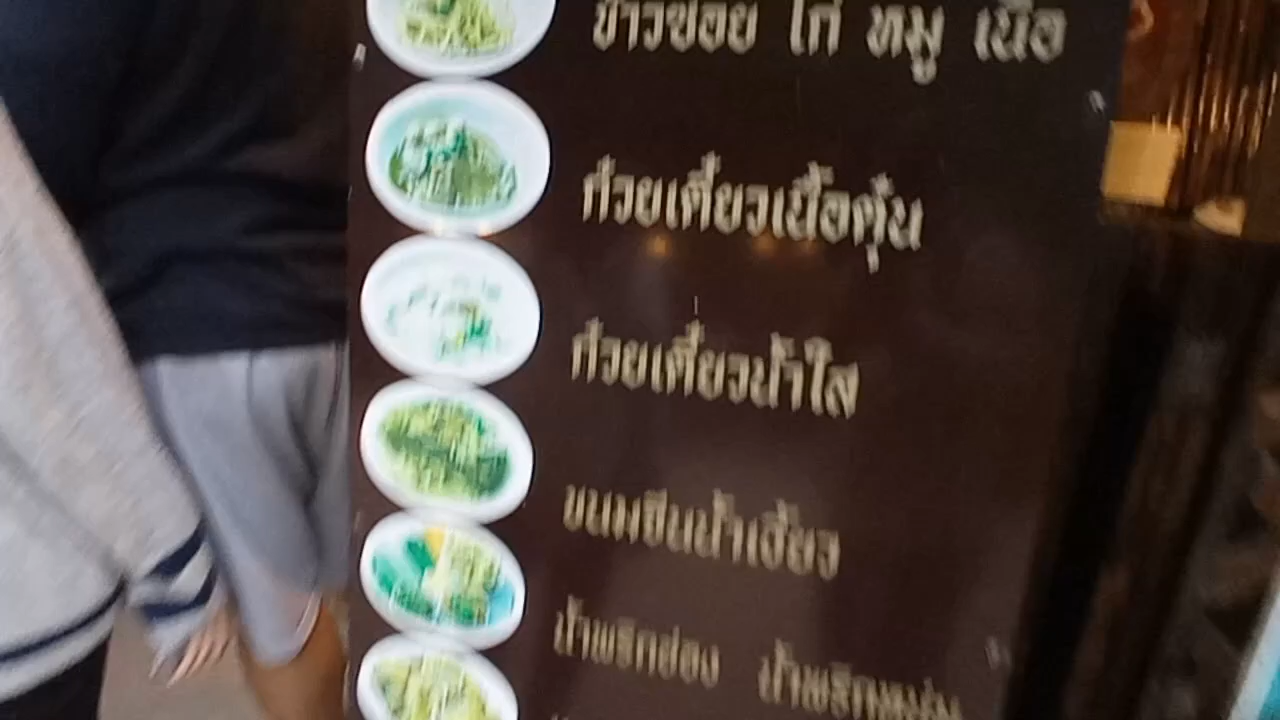 ข้าวซอย ไก่ หมู เนื้อ
ก๋วยเตี๋ยวเนื้อตุ๋น
ก๋วยเตี๋ยวน้ำใส
ขนมจีนน้ำเงี้ยว
น้ำพริกอ่อง น้ำพริกหนุ่ม